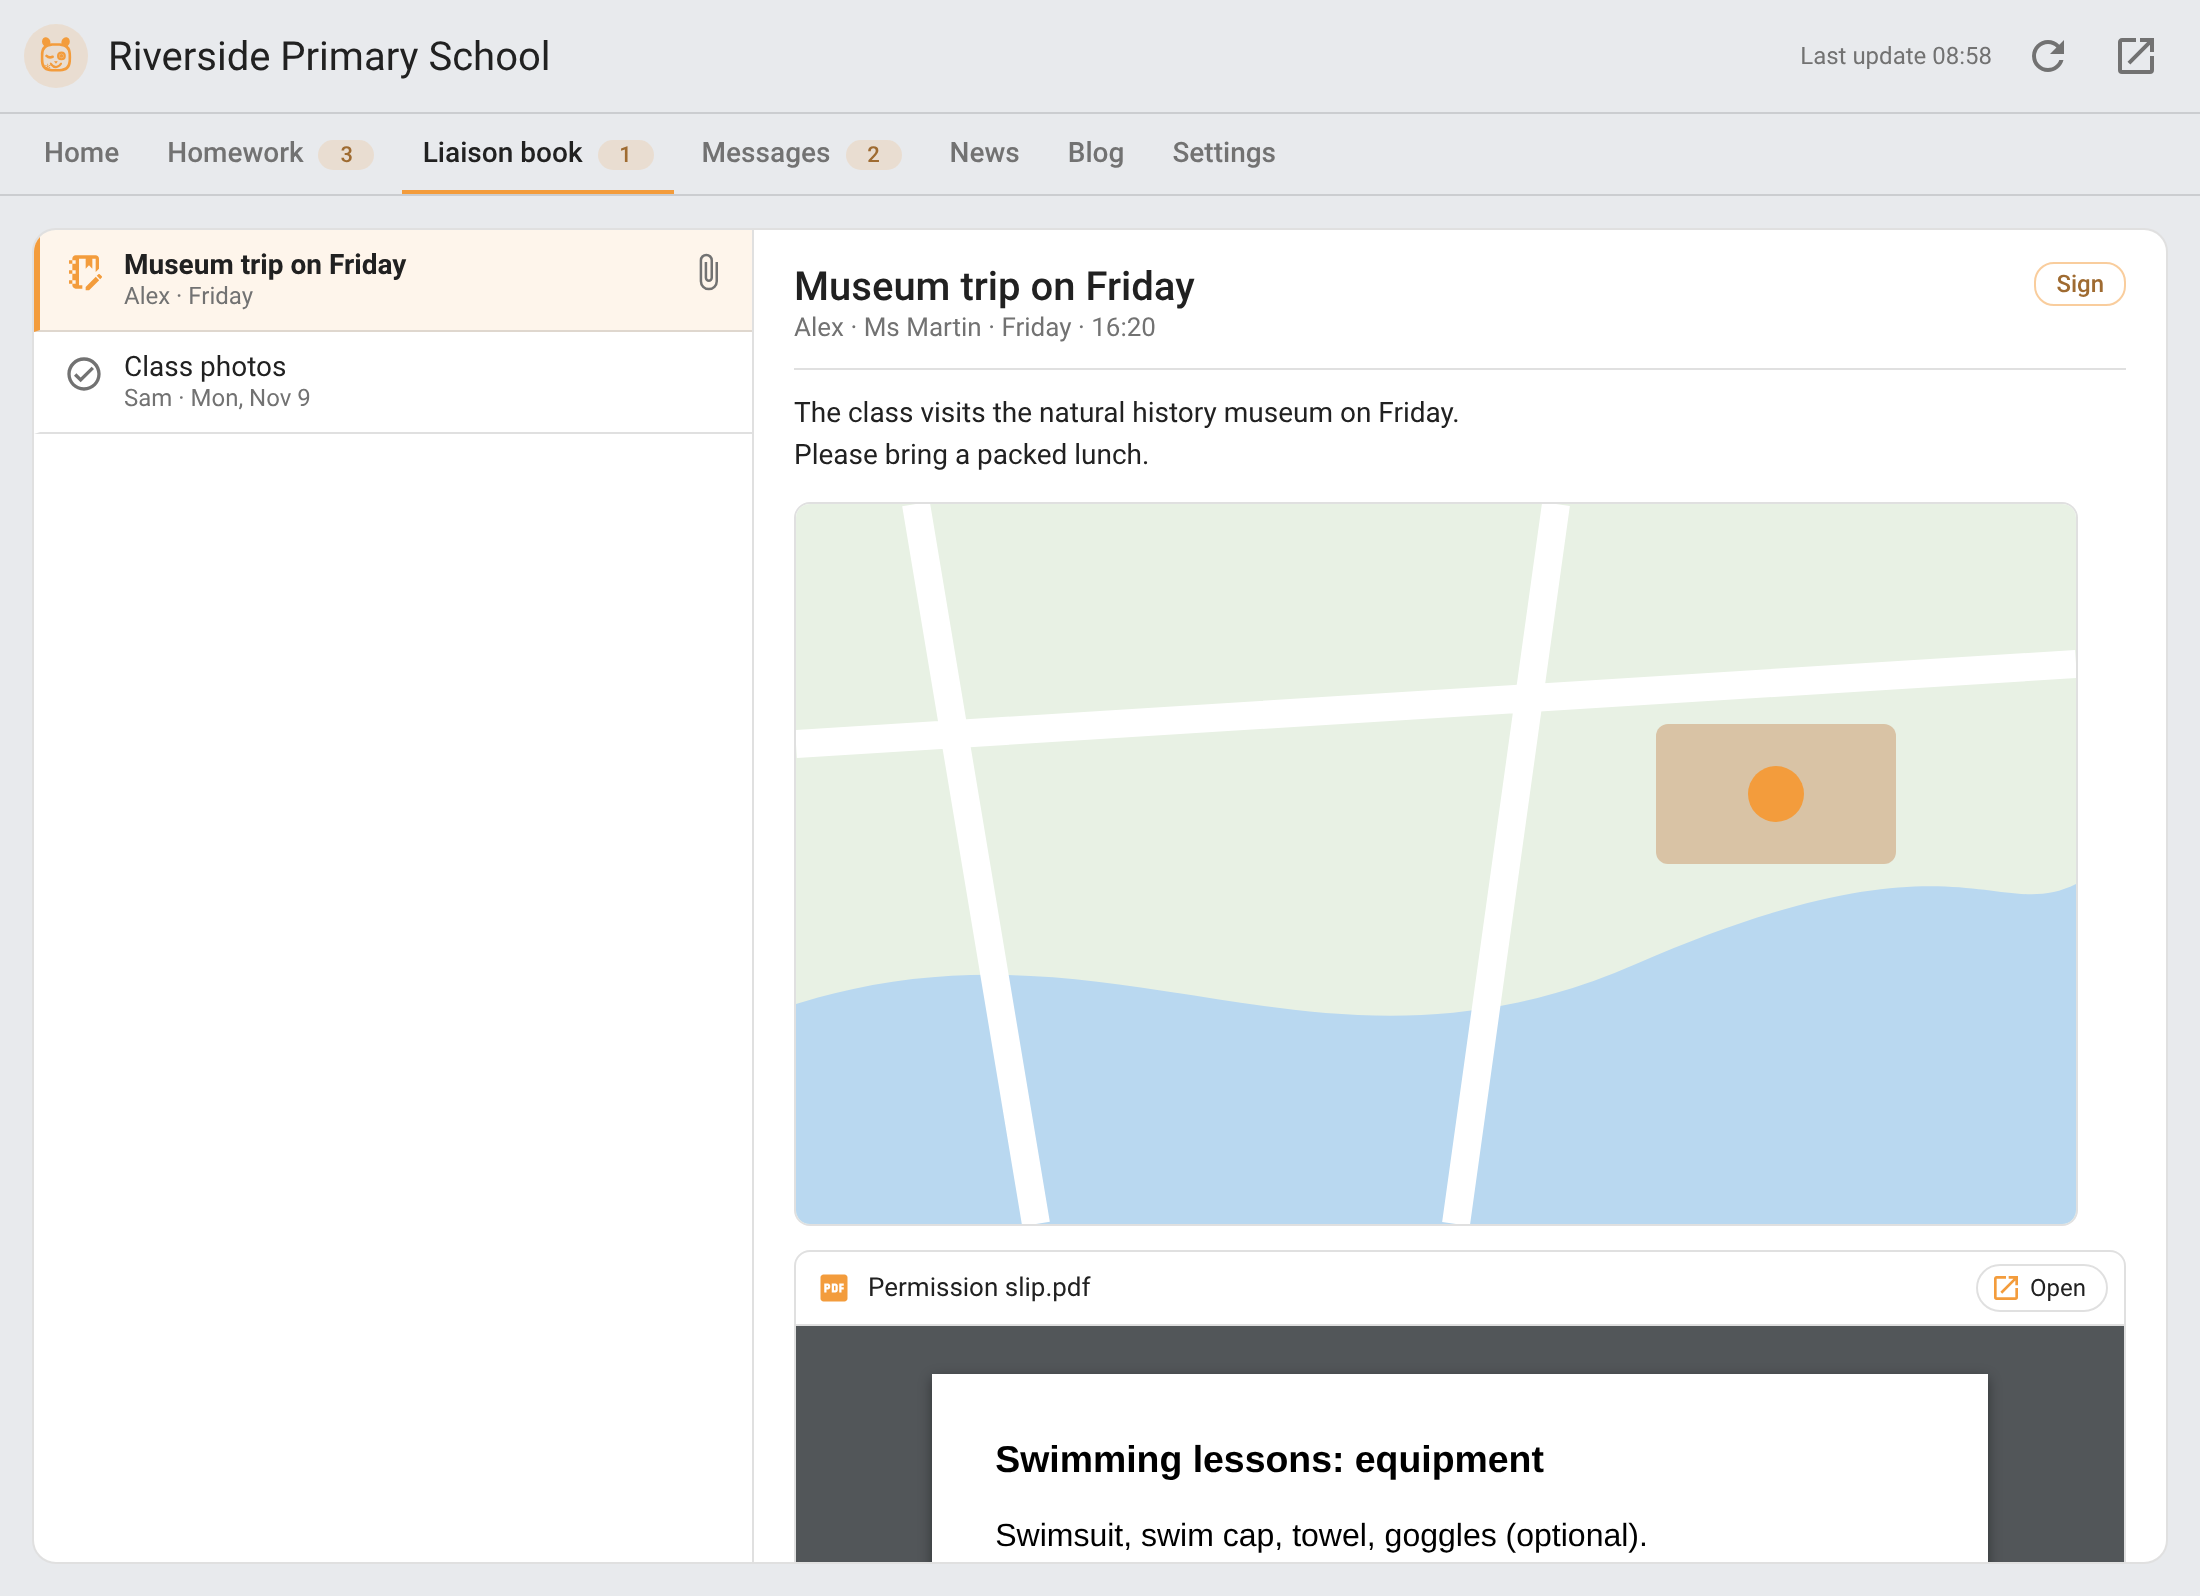 Riverside Primary School
Last update 08:58
Home
Homework 3
Liaison book 1
Messages 2
News
Blog
Settings
Museum trip on Friday
Alex · Friday
Class photos
Sam · Mon, Nov 9
Museum trip on Friday
Sign
Alex · Ms Martin · Friday · 16:20
The class visits the natural history museum on Friday.
Please bring a packed lunch.
PDF
Permission slip.pdf
Open
Swimming lessons: equipment
Swimsuit, swim cap, towel, goggles (optional).